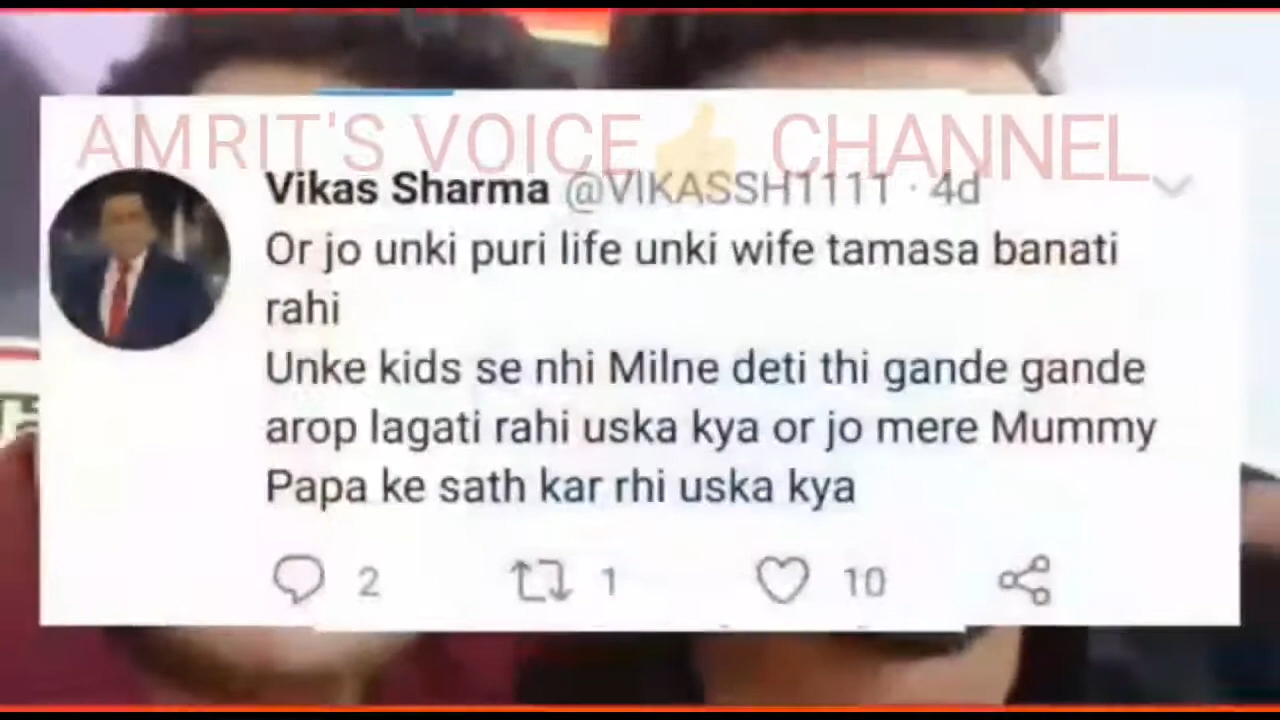 AMRIT'S VOICE👍 CHANNEL
Vikas Sharma @VIKASSH1111 · 4d
Or jo unki puri life unki wife tamasa banati
rahi
Unke kids se nhi Milne deti thi gande gande
arop lagati rahi uska kya or jo mere Mummy
Papa ke sath kar rhi uska kya
2 1 10